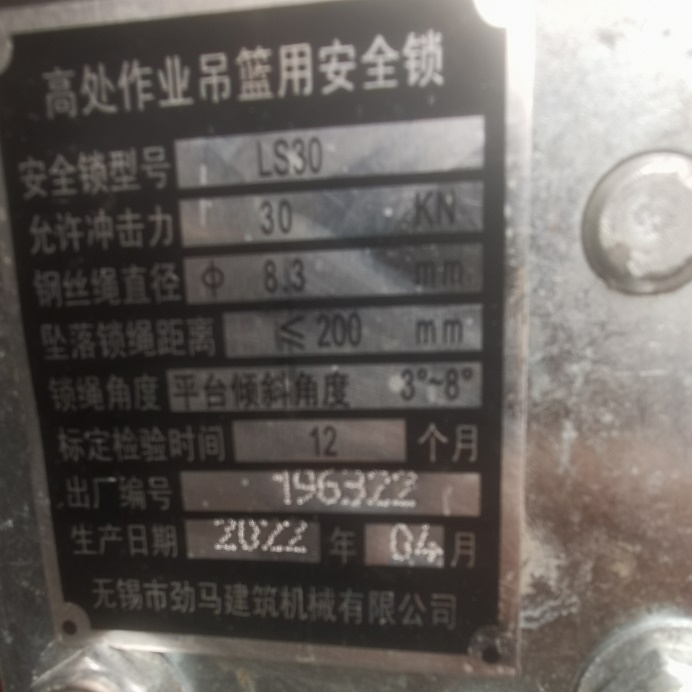 高处作业吊篮用安全锁
安全锁型号 LS30
允许冲击力 30 KN
钢丝绳直径 ф 8.3 mm
坠落锁绳距离 ≤ 200 mm
锁绳角度 平台倾斜角度 3°~8°
标定检验时间 12 个月
出厂编号 196322
生产日期 2022 年 04 月
无锡市劲马建筑机械有限公司